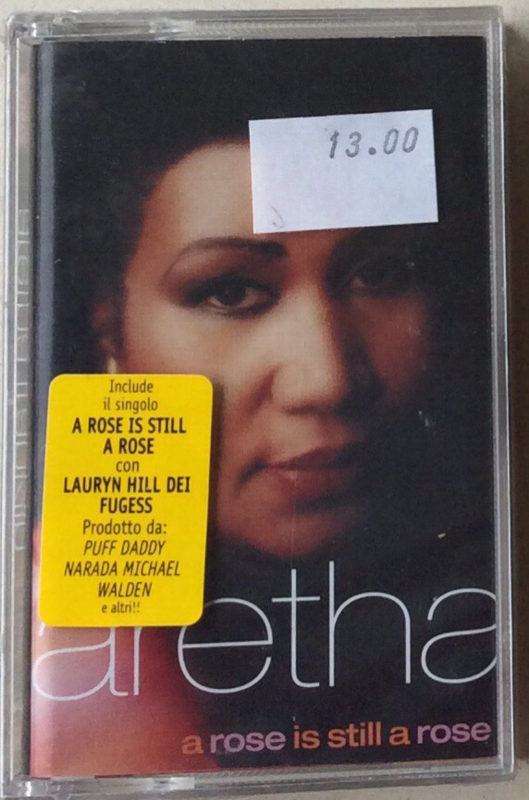 13.00
Include
il singolo
A ROSE IS STILL
A ROSE
con
LAURYN HILL DEI
FUGESS
Prodotto da:
PUFF DADDY
NARADA MICHAEL
WALDEN
e altri!!
aretha
a rose is still a rose